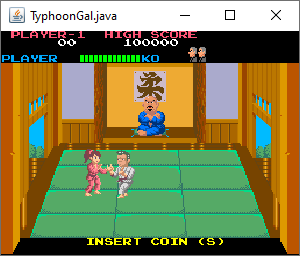 TyphoonGal.java
PLAYER-1 HIGH SCORE
00 100000
PLAYER KO
柔
INSERT COIN (S)